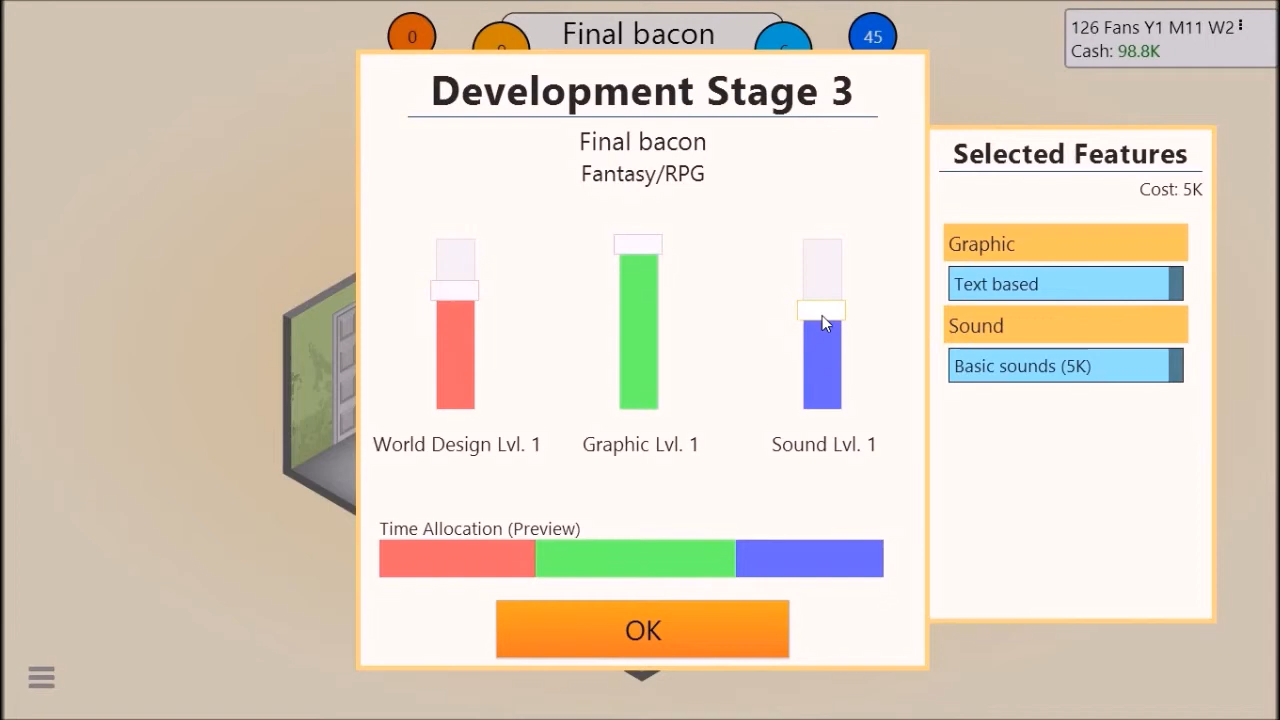 0
Final bacon
45
126 Fans Y1 M11 W2
Cash: 98.8K
Development Stage 3
Final bacon
Fantasy/RPG
World Design Lvl. 1
Graphic Lvl. 1
Sound Lvl. 1
Time Allocation (Preview)
OK
Selected Features
Cost: 5K
Graphic
Text based
Sound
Basic sounds (5K)